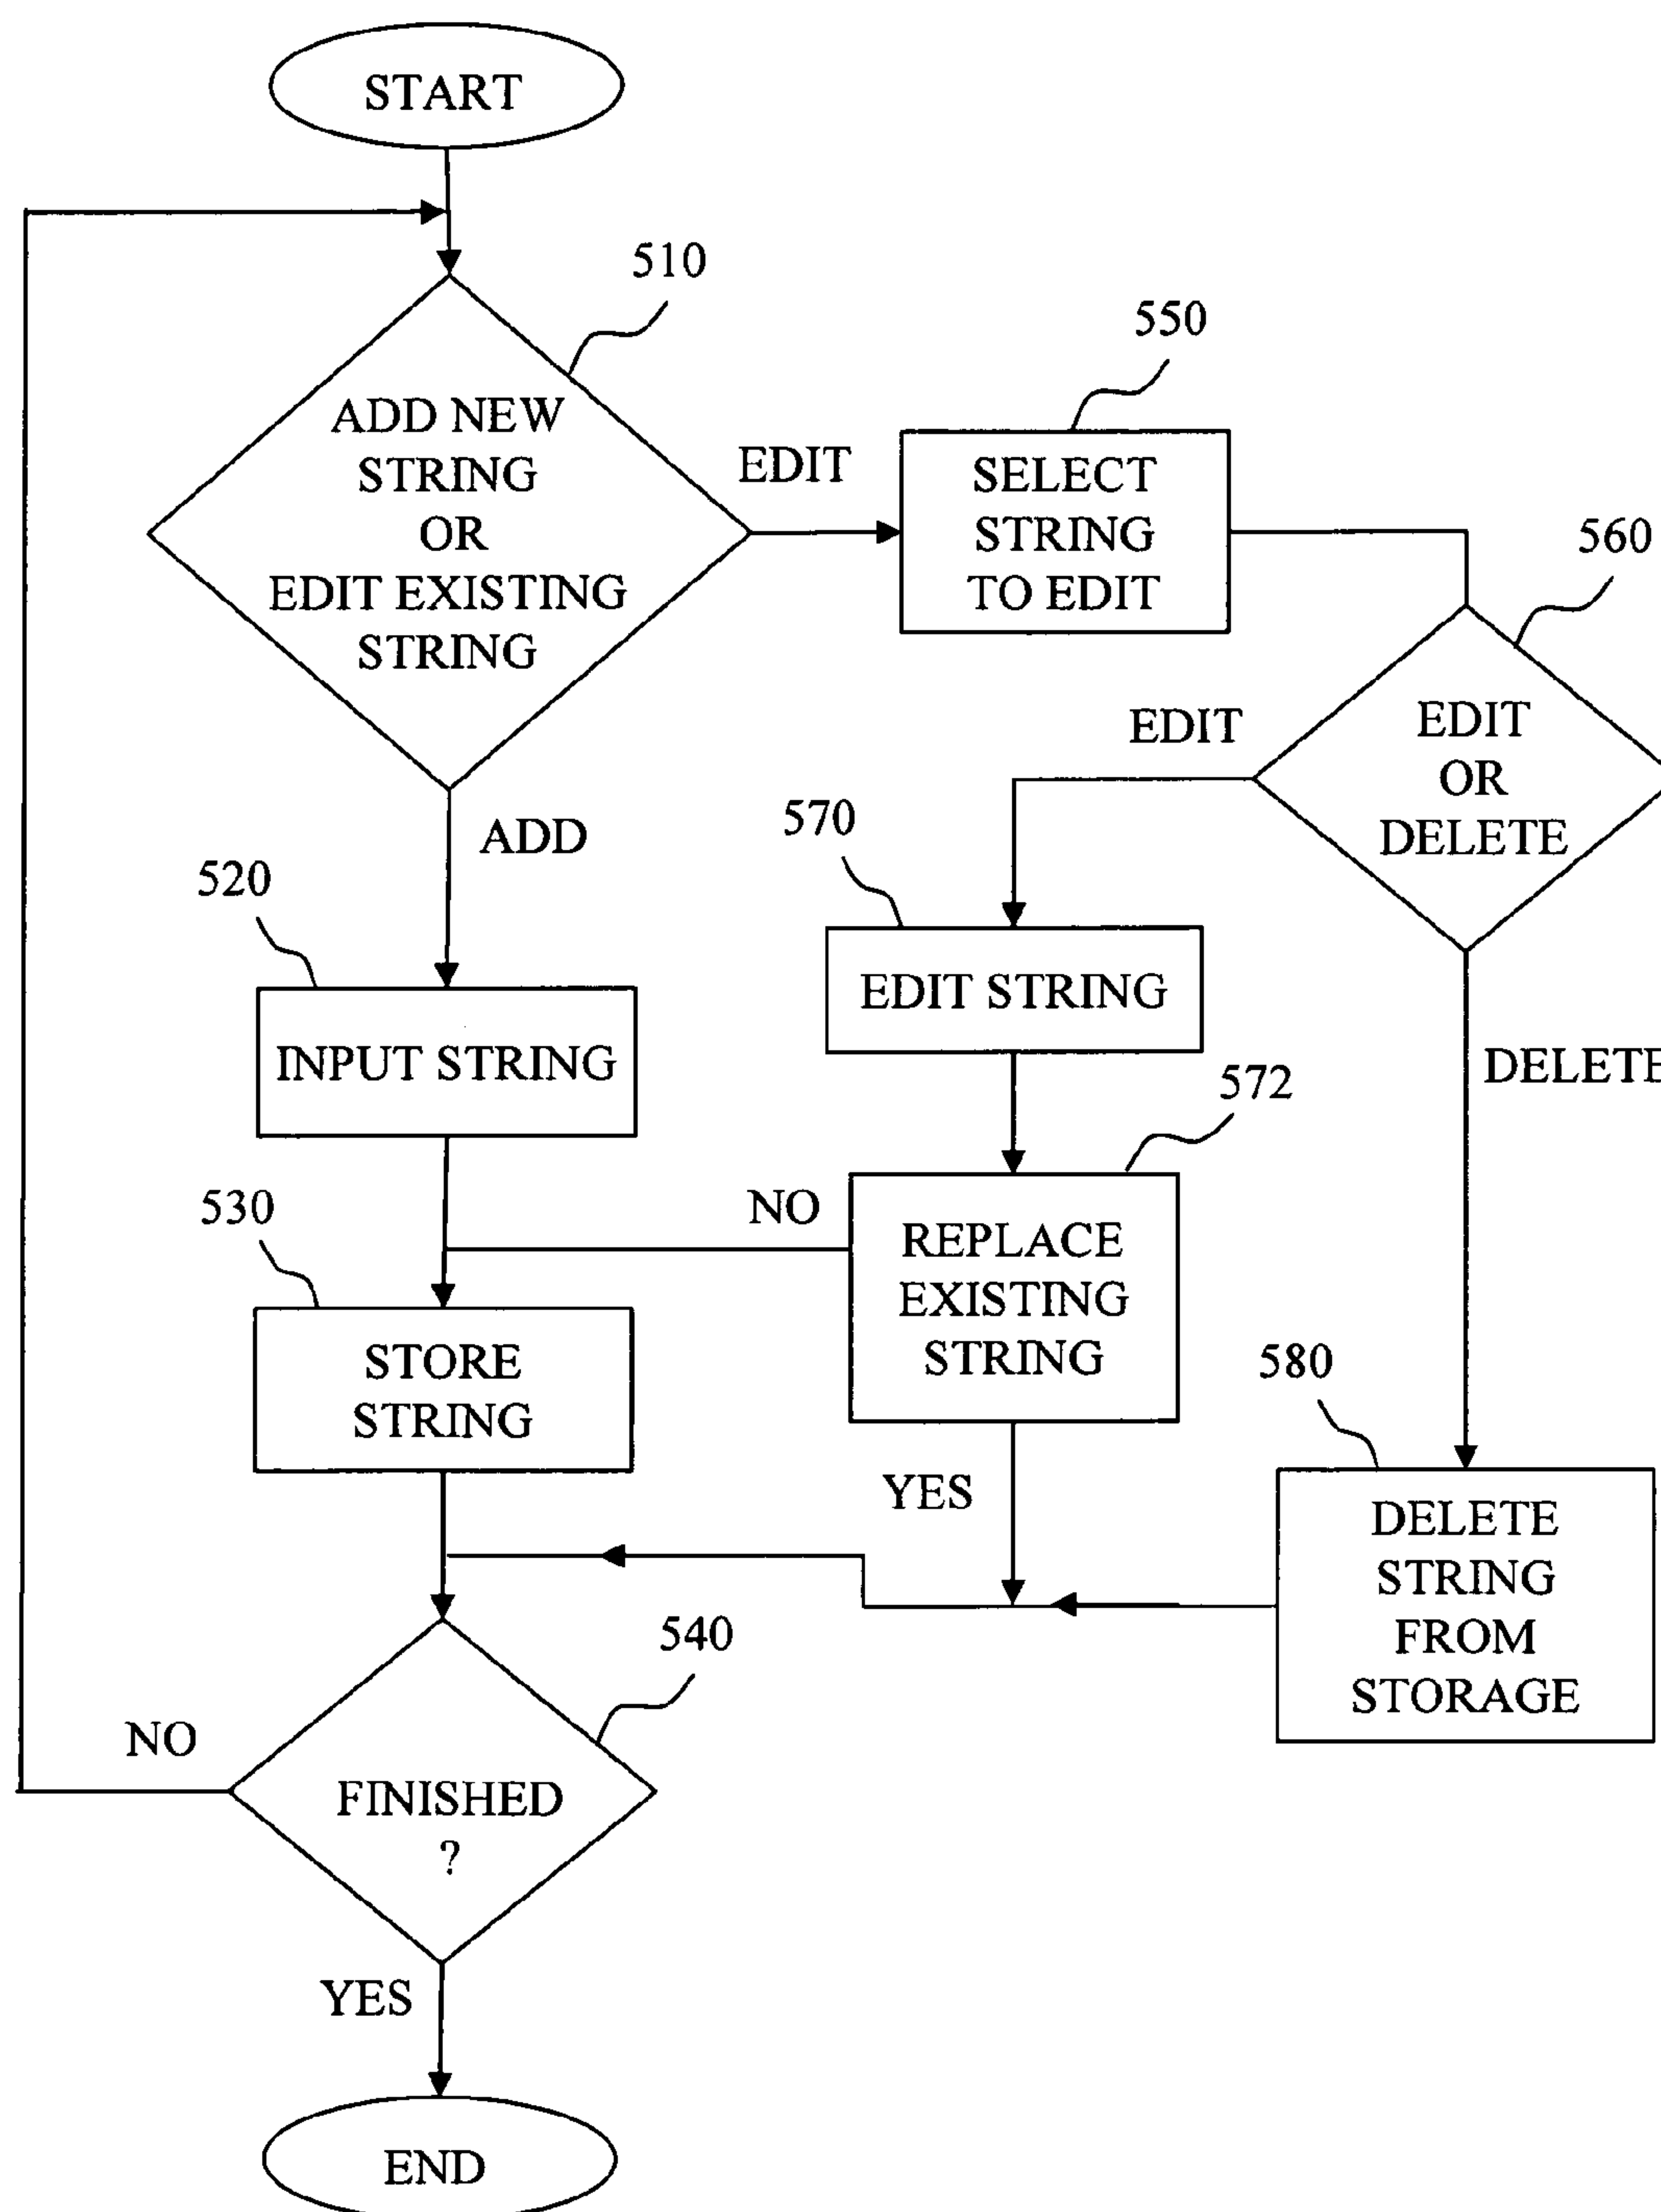 START
510
ADD NEW
STRING
OR
EDIT EXISTING
STRING
EDIT
550
SELECT
STRING
TO EDIT
560
EDIT
OR
DELETE
EDIT
ADD
570
EDIT STRING
520
INPUT STRING
DELETE
572
NO
REPLACE
EXISTING
STRING
530
STORE
STRING
YES
580
DELETE
STRING
FROM
STORAGE
540
NO
FINISHED
?
YES
END